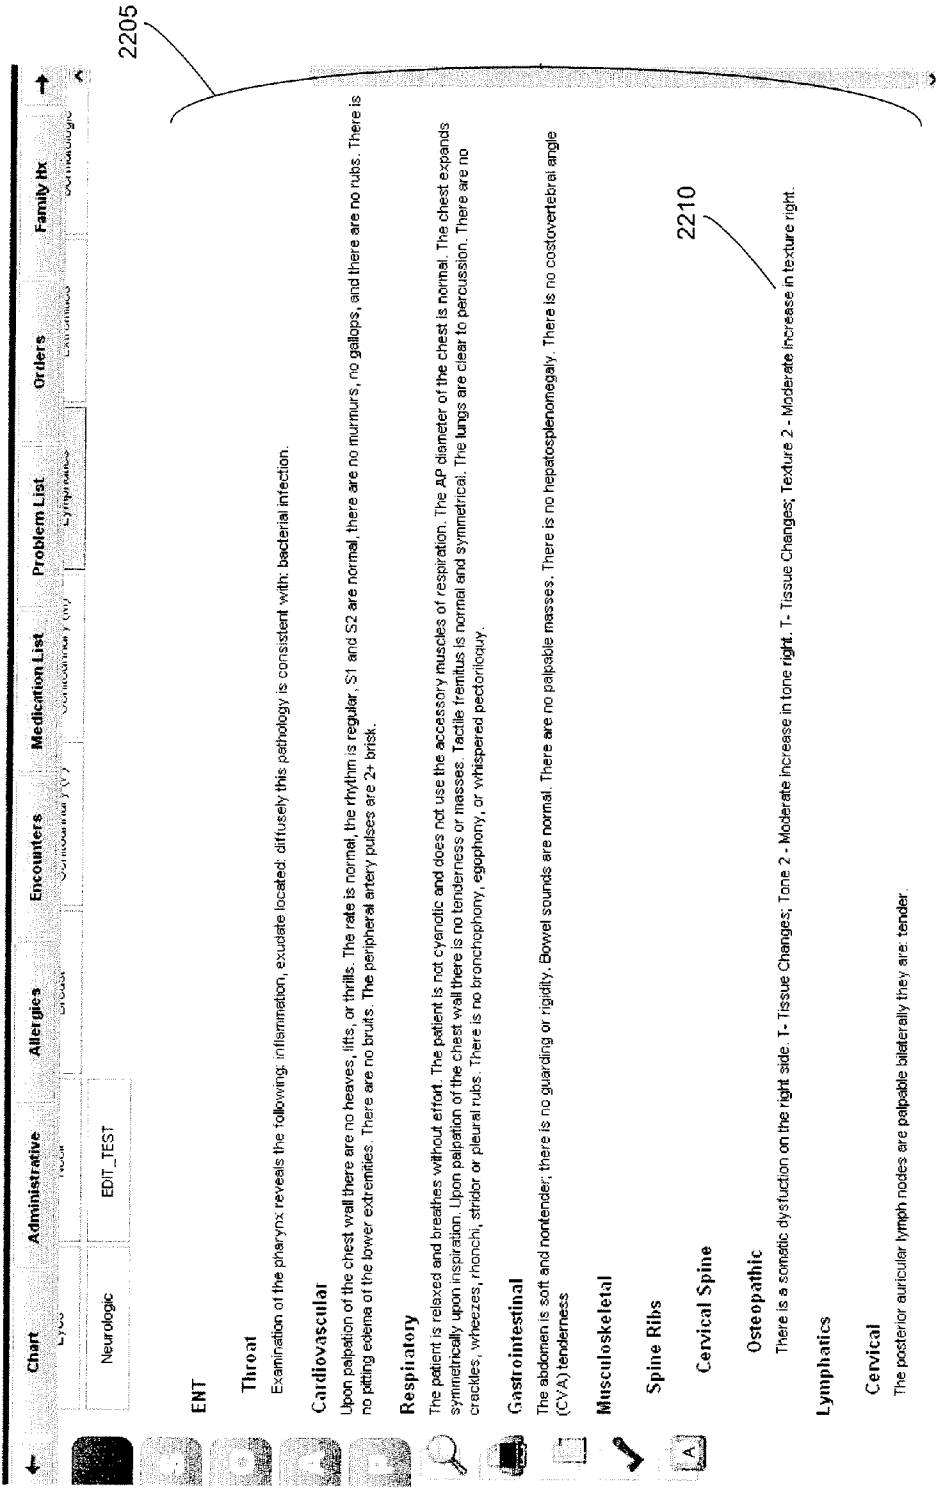 2205
Chart Administrative Allergies Encounters Medication List Problem List Orders Family Hx
Eyes Neck Breast Genitourinary (F) Genitourinary (M) Lymphatics Extremities Dermatologic
Neurologic EDIT_TEST
S
O
A
P
A
ENT
Throat
Examination of the pharynx reveals the following: inflammation, exudate located: diffusely this pathology is consistent with: bacterial infection.
Cardiovascular
Upon palpation of the chest wall there are no heaves, lifts, or thrills. The rate is normal, the rhythm is regular, S1 and S2 are normal, there are no murmurs, no gallops, and there are no rubs. There is
no pitting edema of the lower extremities. There are no bruits. The peripheral artery pulses are 2+ brisk.
Respiratory
The patient is relaxed and breathes without effort. The patient is not cyanotic and does not use the accessory muscles of respiration. The AP diameter of the chest is normal. The chest expands
symmetrically upon inspiration. Upon palpation of the chest wall there is no tenderness or masses. Tactile fremitus is normal and symmetrical. The lungs are clear to percussion. There are no
crackles, wheezes, rhonchi, stridor or pleural rubs. There is no bronchophony, egophony, or whispered pectoriloquy.
Gastrointestinal
The abdomen is soft and nontender; there is no guarding or rigidity. Bowel sounds are normal. There are no palpable masses. There is no hepatosplenomegaly. There is no costovertebral angle
(CVA) tenderness
Musculoskeletal
Spine Ribs
Cervical Spine
2210
Osteopathic
There is a somatic dysfuction on the right side. T- Tissue Changes; Tone 2 - Moderate increase in tone right. T- Tissue Changes; Texture 2 - Moderate increase in texture right.
Lymphatics
Cervical
The posterior auricular lymph nodes are palpable bilaterally they are: tender.